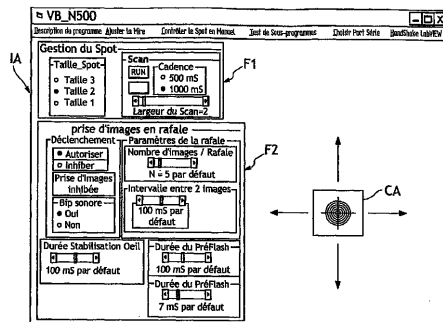 VB_N500
Description du programme Ajuster la Mire Contrôler le Spot en Manuel Test de Sous-programmes Choisir Port Série HandShake LabVIEW
IA
Gestion du Spot
F1
Taille_Spot
Taille 3
Taille 2
Taille 1
Scan
RUN
Cadence
500 mS
1000 mS
Largeur du Scan=2
prise d'images en rafale
F2
Déclenchement
Autoriser
Inhiber
Prise d'images
inhibée
Bip sonore
Oui
Non
Paramètres de la rafale
Nombre d'images / Rafale
N = 5 par défaut
Intervalle entre 2 images
100 mS par
défaut
Durée Stabilisation Oeil
100 mS par défaut
Durée du PréFlash
100 mS par défaut
Durée du PréFlash
7 mS par défaut
CA